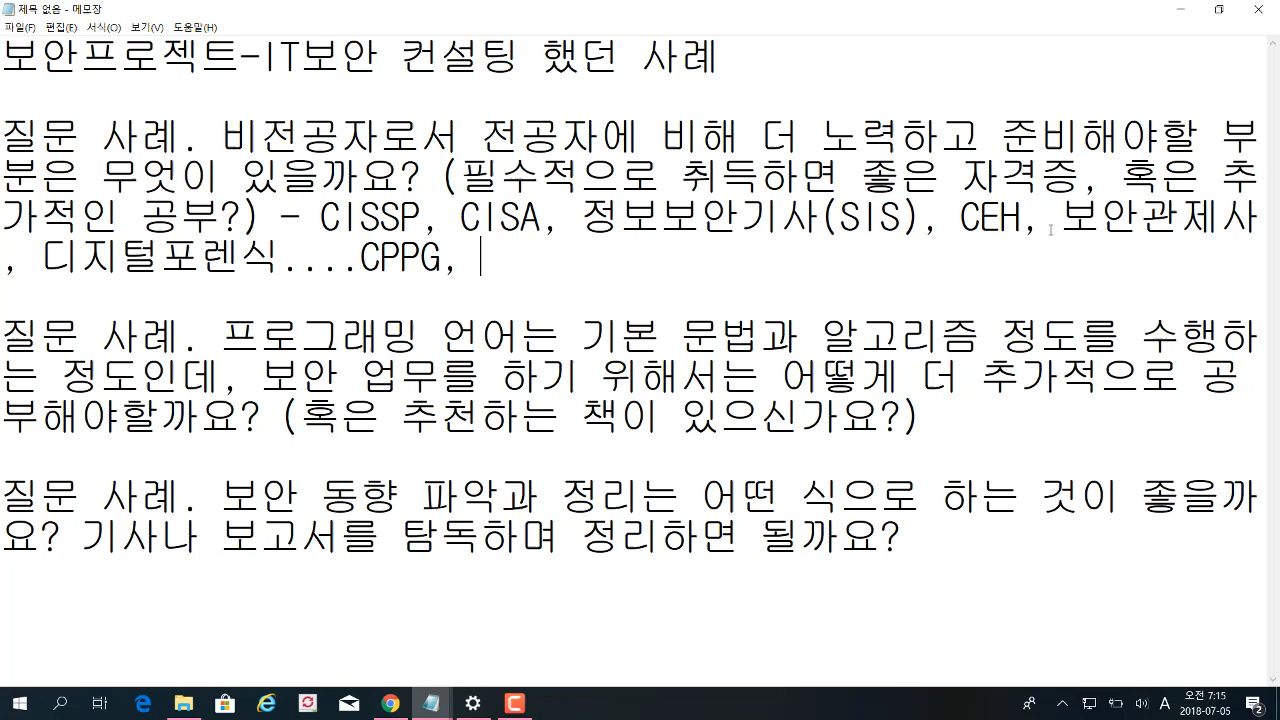 제목 없음 - 메모장
파일(F) 편집(E) 서식(O) 보기(V) 도움말(H)
보안프로젝트-IT보안 컨설팅 했던 사례
질문 사례. 비전공자로서 전공자에 비해 더 노력하고 준비해야할 부
분은 무엇이 있을까요? (필수적으로 취득하면 좋은 자격증, 혹은 추
가적인 공부?) - CISSP, CISA, 정보보안기사(SIS), CEH, 보안관제사
, 디지털포렌식....CPPG,
질문 사례. 프로그래밍 언어는 기본 문법과 알고리즘 정도를 수행하
는 정도인데, 보안 업무를 하기 위해서는 어떻게 더 추가적으로 공
부해야할까요? (혹은 추천하는 책이 있으신가요?)
질문 사례. 보안 동향 파악과 정리는 어떤 식으로 하는 것이 좋을까
요? 기사나 보고서를 탐독하며 정리하면 될까요?
A
오전 7:15
2018-07-05
2